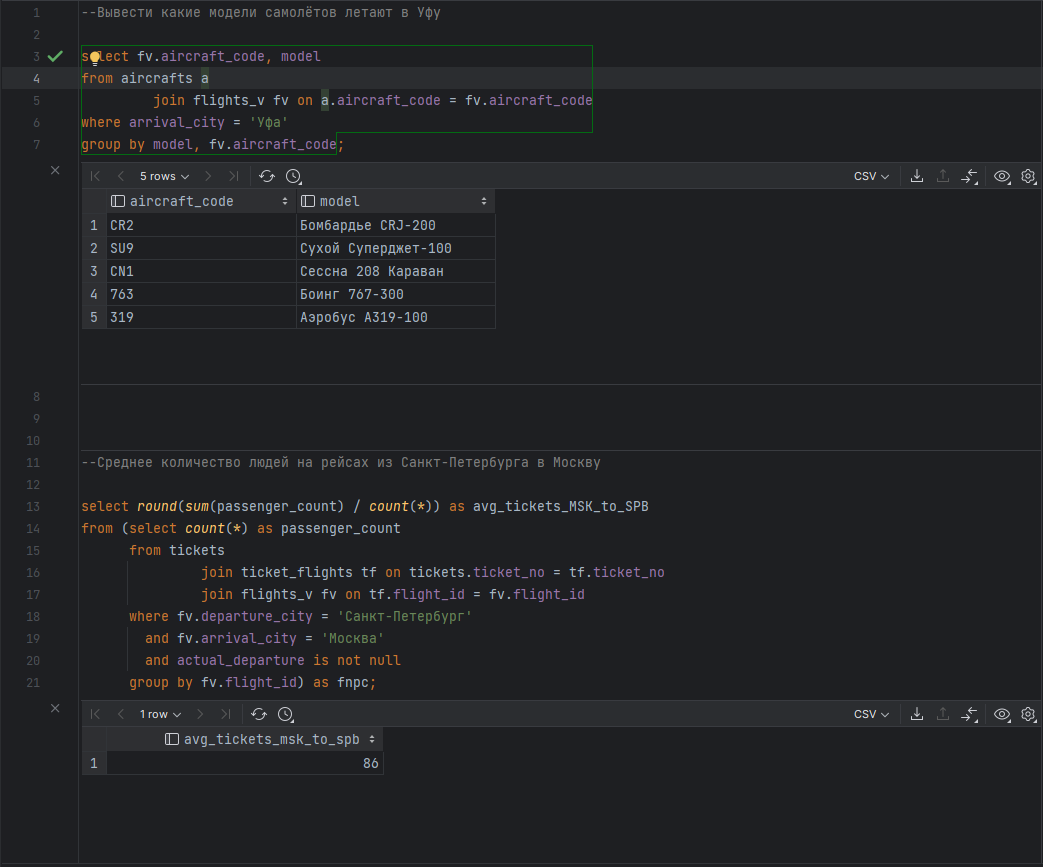 1 --Вывести какие модели самолётов летают в Уфу
2
3 select fv.aircraft_code, model
4 from aircrafts a
5 join flights_v fv on a.aircraft_code = fv.aircraft_code
6 where arrival_city = 'Уфа'
7 group by model, fv.aircraft_code;
5 rows CSV
aircraft_code model
1 CR2 Бомбардье CRJ-200
2 SU9 Сухой Суперджет-100
3 CN1 Сессна 208 Караван
4 763 Боинг 767-300
5 319 Аэробус A319-100
8
9
10
11 --Среднее количество людей на рейсах из Санкт-Петербурга в Москву
12
13 select round(sum(passenger_count) / count(*)) as avg_tickets_MSK_to_SPB
14 from (select count(*) as passenger_count
15 from tickets
16 join ticket_flights tf on tickets.ticket_no = tf.ticket_no
17 join flights_v fv on tf.flight_id = fv.flight_id
18 where fv.departure_city = 'Санкт-Петербург'
19 and fv.arrival_city = 'Москва'
20 and actual_departure is not null
21 group by fv.flight_id) as fnpc;
1 row CSV
avg_tickets_msk_to_spb
1 86